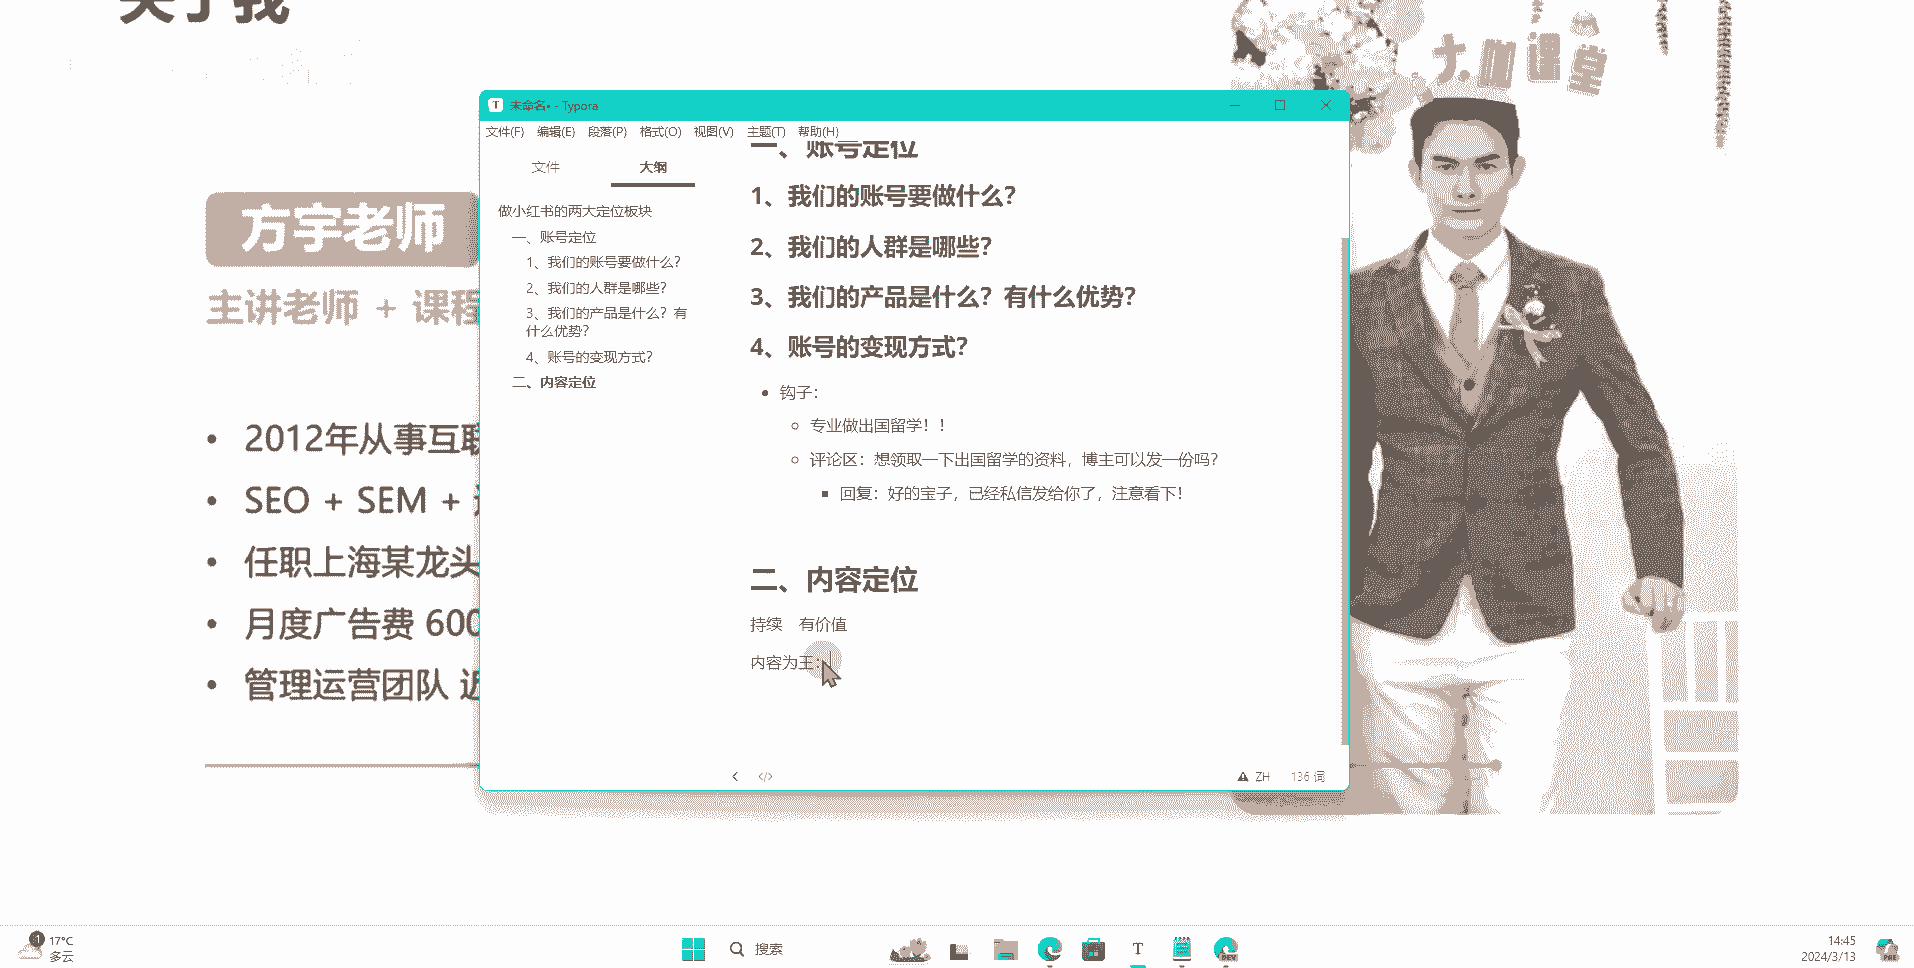 关于我
大咖课堂
方宇老师
主讲老师 + 课程
2012年从事互联
SEO + SEM +
任职上海某龙头
月度广告费 600
管理运营团队 近
T 未命名• - Typora
文件(F) 编辑(E) 段落(P) 格式(O) 视图(V) 主题(T) 帮助(H)
文件 大纲
做小红书的两大定位板块
一、账号定位
1、我们的账号要做什么？
2、我们的人群是哪些？
3、我们的产品是什么？有
什么优势？
4、账号的变现方式？
二、内容定位
一、账号定位
1、我们的账号要做什么？
2、我们的人群是哪些？
3、我们的产品是什么？有什么优势？
4、账号的变现方式？
钩子：
专业做出国留学！！
评论区：想领取一下出国留学的资料，博主可以发一份吗？
回复：好的宝子，已经私信发给你了，注意看下！
二、内容定位
持续 有价值
内容为王：
</> ZH 136 词
1 17°C
多云
搜索
T
DEV
14:45
2024/3/13
PRE